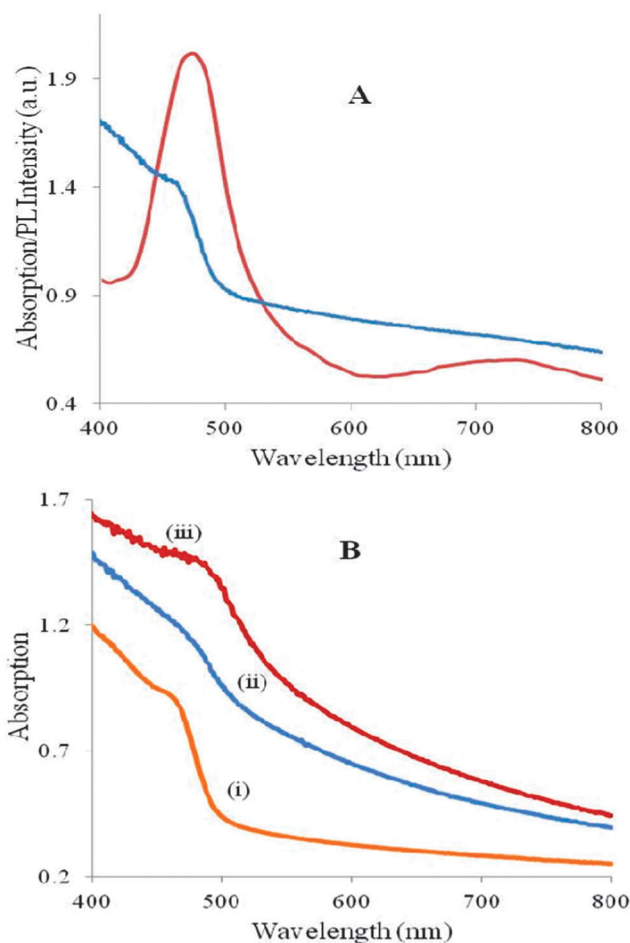 Absorption/PL Intensity (a.u.)
1.9
1.4
0.9
0.4
A
400 500 600 700 800
Wavelength (nm)
Absorption
1.7
1.2
0.7
0.2
(iii)
B
(ii)
(i)
400 500 600 700 800
Wavelength (nm)